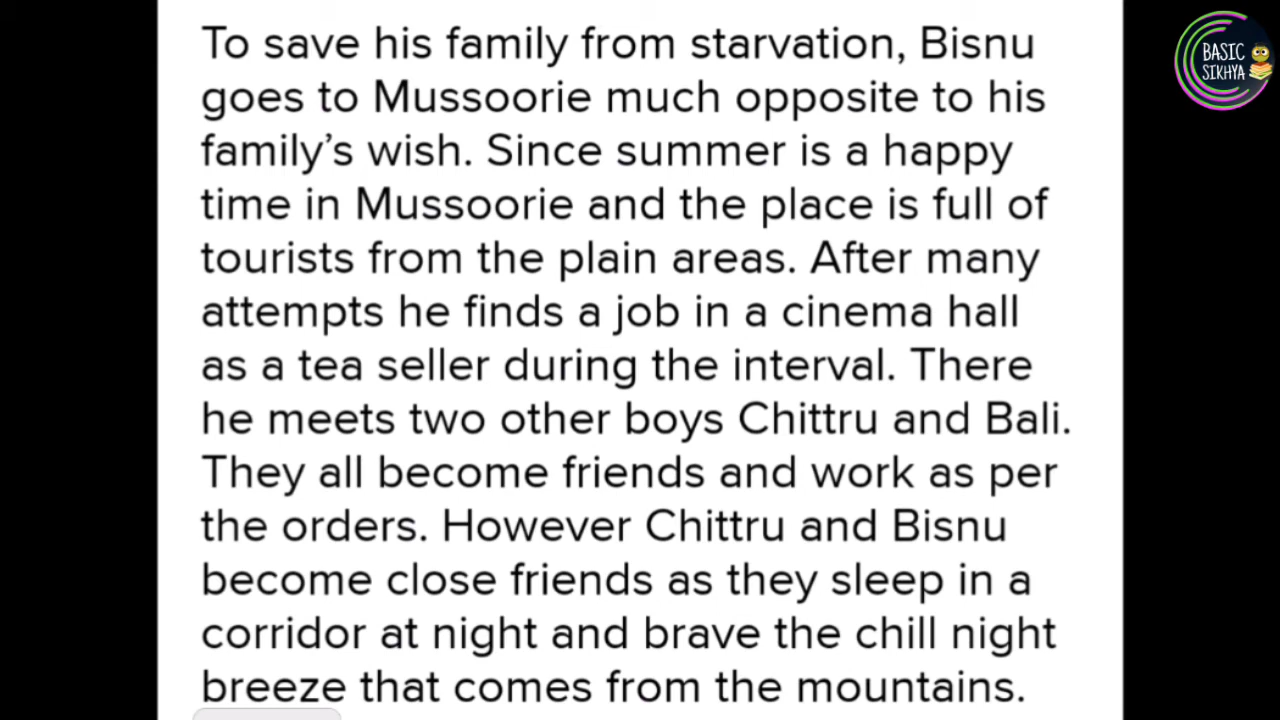 To save his family from starvation, Bisnu
goes to Mussoorie much opposite to his
family's wish. Since summer is a happy
time in Mussoorie and the place is full of
tourists from the plain areas. After many
attempts he finds a job in a cinema hall
as a tea seller during the interval. There
he meets two other boys Chittru and Bali.
They all become friends and work as per
the orders. However Chittru and Bisnu
become close friends as they sleep in a
corridor at night and brave the chill night
breeze that comes from the mountains.
BASIC
SIKHYA